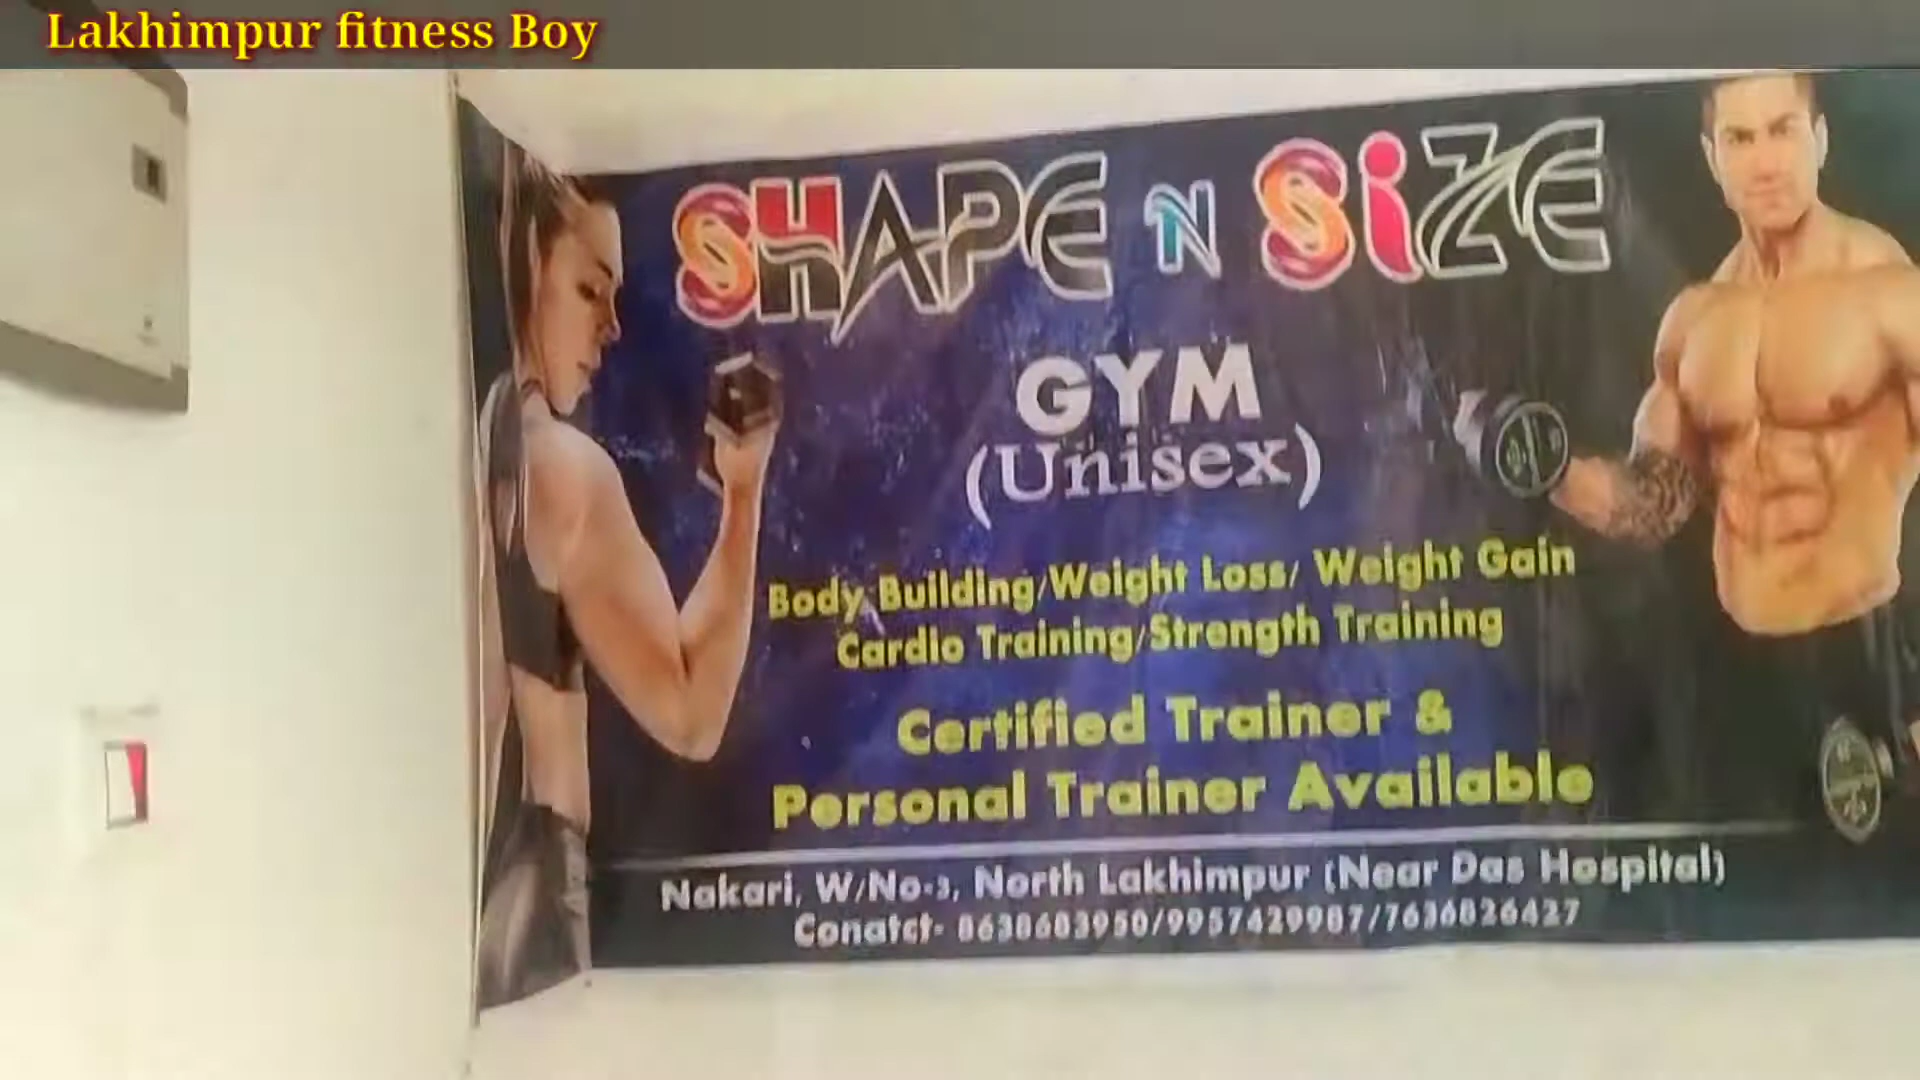 Lakhimpur fitness Boy
SHAPE N SiZE
GYM
(Unisex)
Body Building/Weight Loss/ Weight Gain
Cardio Training/Strength Training
Certified Trainer &
Personal Trainer Available
Nakari, W/No-3, North Lakhimpur (Near Das Hospital)
Conatct- 8638683950/9957429987/7636826427